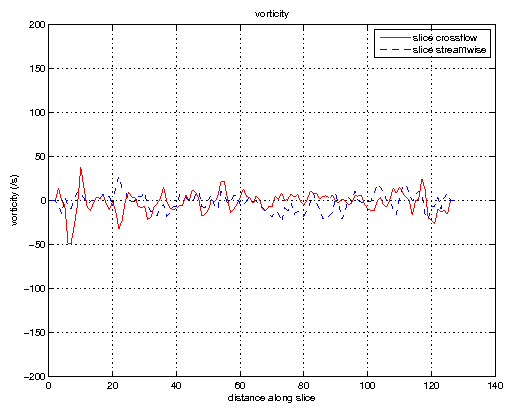 vorticity
200
150
100
50
0
−50
−100
−150
−200
vorticity (/s)
slice crossflow
slice streamwise
0 20 40 60 80 100 120 140
distance along slice